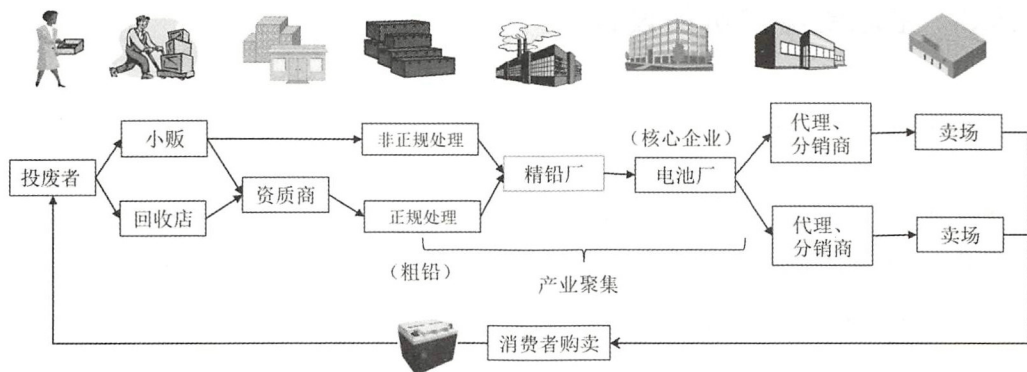 小贩
非正规处理
(核心企业)
代理、
分销商
卖场
投废者
资质商
精铅厂
电池厂
回收店
正规处理
代理、
分销商
卖场
(粗铅)
产业聚集
消费者购卖